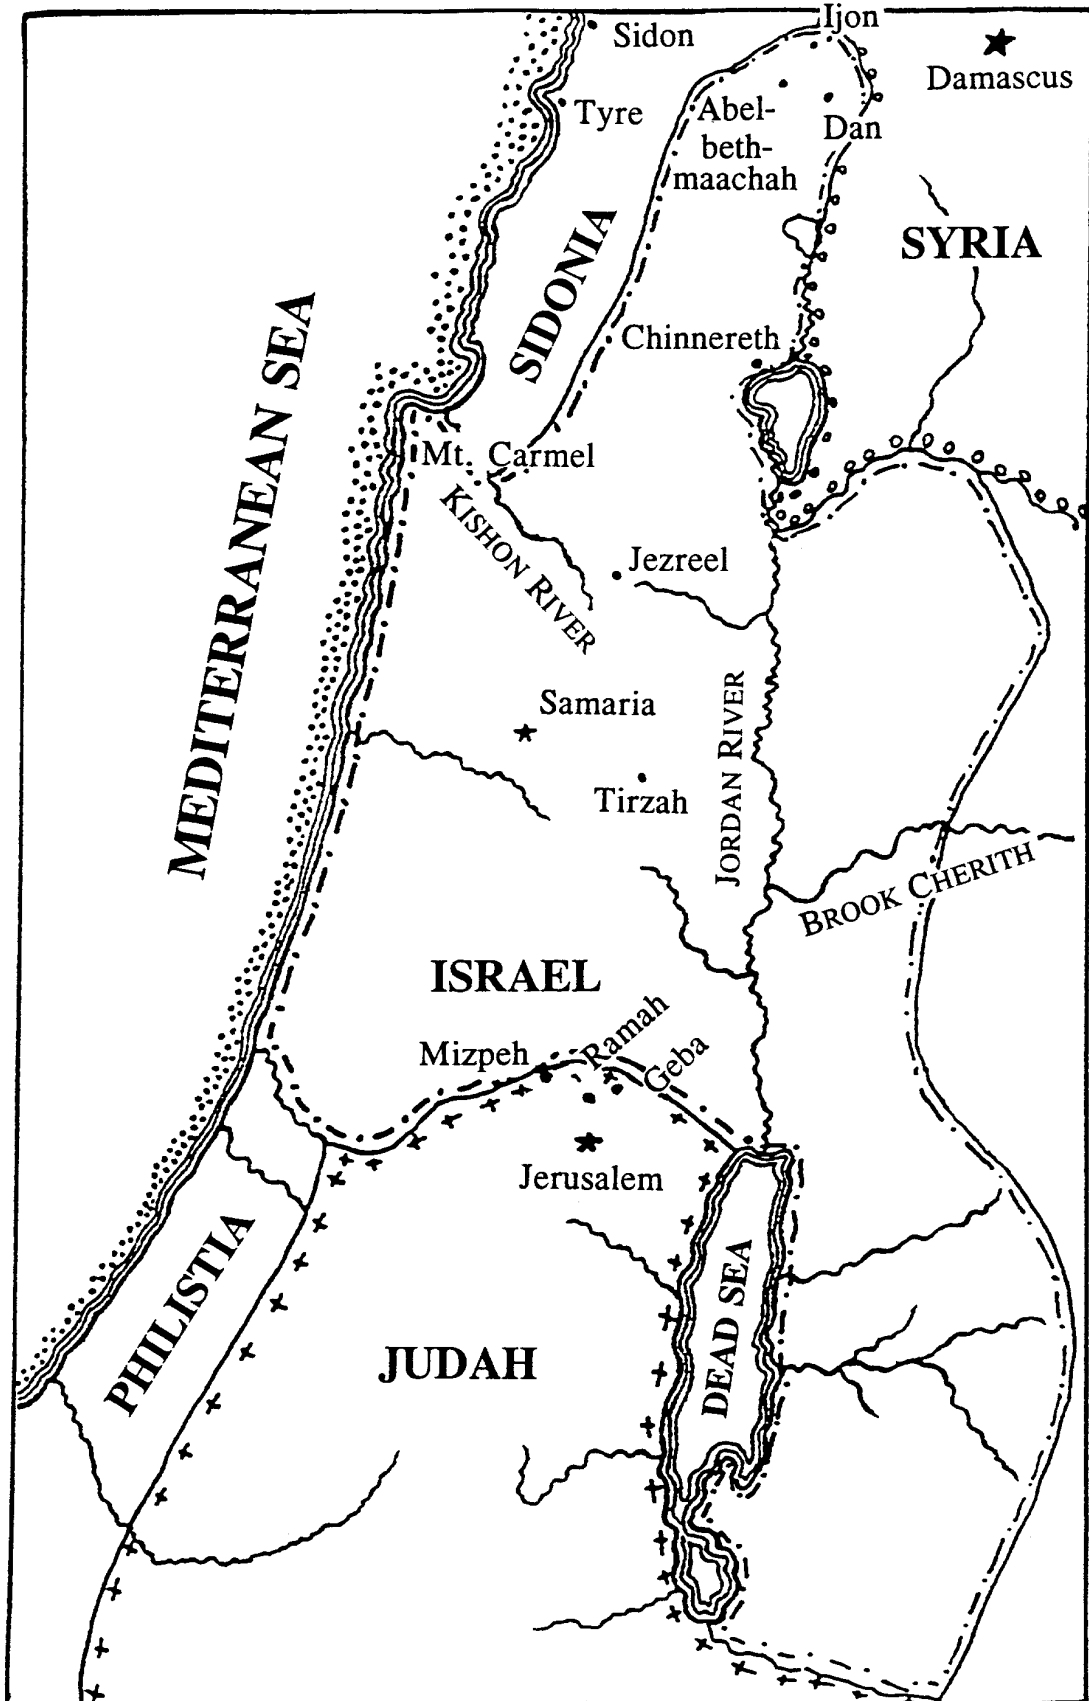 Ijon
Sidon
Damascus
Tyre
Abel-
beth-
maachah
Dan
SYRIA
SIDONIA
Chinnereth
MEDITERRANEAN SEA
Mt. Carmel
KISHON RIVER
Jezreel
Samaria
JORDAN RIVER
Tirzah
BROOK CHERITH
ISRAEL
Mizpeh
Ramah
Geba
Jerusalem
PHILISTIA
DEAD SEA
JUDAH